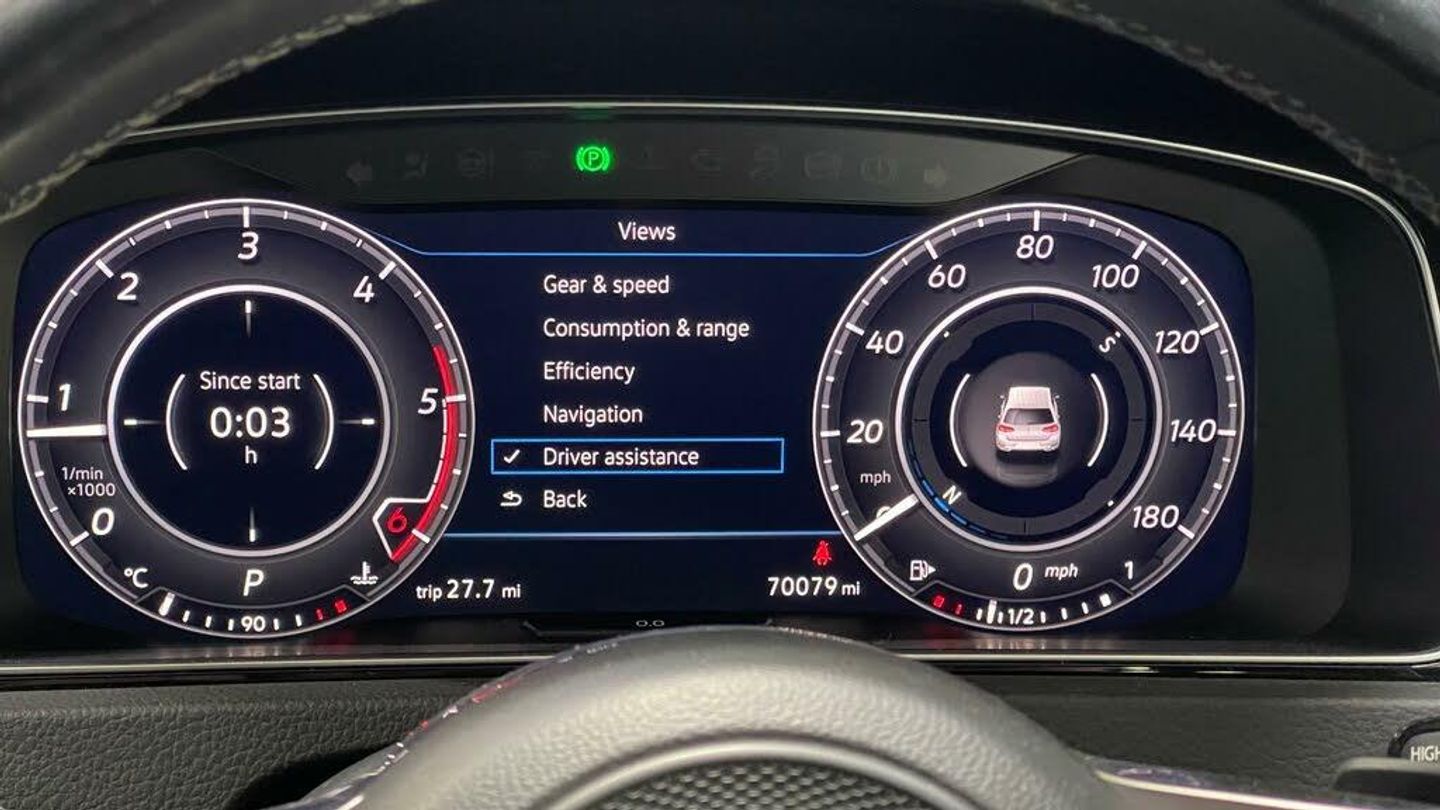 P
Views
Gear & speed
Consumption & range
Efficiency
Navigation
Driver assistance
Back
trip 27.7 mi
70079 mi
0
1
2
3
4
5
6
1/min
×1000
Since start
0:03
h
°C
P
90
20
40
60
80
100
120
140
180
mph
S
N
0 mph
1
1/2
0.0
HIGH